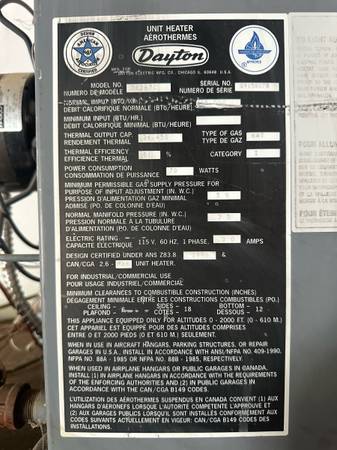 UNIT HEATER
AÉROTHERMES
Dayton
MFD. FOR
DAYTON ELECTRIC MFG. CO. CHICAGO, IL 60648 U.S.A.
MODEL NO.
NUMÉRO DE MODÈLE
SERIAL NO.
NUMÉRO DE SÉRIE
NORMAL INPUT (BTU/HR.)
DEBIT CALORIFIQUE NORMALE (BTU/HEURE)
MINIMUM INPUT (BTU/HR.)
DEBIT CALORIFIQUE MINIMAL (BTU/HEURE)
THERMAL OUTPUT CAP.
RENDEMENT THERMAL
TYPE OF GAS
TYPE DE GAZ
THERMAL EFFICIENCY
EFFICIENCE THERMAL
CATEGORY
POWER CONSUMPTION
CONSOMMATION DE PUISSANCE
WATTS
MINIMUM PERMISSIBLE GAS SUPPLY PRESSURE FOR
PURPOSE OF INPUT ADJUSTMENT (IN. W.C.)
PRESSION D'ALIMENTATION GAZ MINIMAL
ADMISE (PO. DE COLONNE D'EAU)
NORMAL MANIFOLD PRESSURE (IN. W.C.)
PRESSION NORMALE A LA TUBULURE
D'ALIMENTATION (PO. DE COLONNE D'EAU)
ELECTRIC RATING -
CAPACITE ELECTRIQUE
115 V. 60 HZ. 1 PHASE.
AMPS
DESIGN CERTIFIED UNDER ANS Z83.8
CAN/CGA 2.6 -
UNIT HEATER.
FOR INDUSTRIAL/COMMERCIAL USE
POUR USAGE INDUSTRIAL/COMMERCIAL
MINIMUM CLEARANCES TO COMBUSTIBLE CONSTRUCTION (INCHES)
DÉGAGEMENT MINIMALE ENTRE LES CONSTRUCTIONS COMBUSTIBLES (PO.)
CEILING SIDES - 18 BOTTOM
PLAFOND COTES DESSOUS - 12
THIS APPLIANCE EQUIPPED ONLY FOR ALTITUDES 0 - 2000 FT. (0 - 610 M.)
CET APPARIEL EST EQUIPPE POUR DES ALTITUDES COMPRISES
ENTRE 0 ET 2000 PIEDS (0 ET 610 M.) SEULEMENT.
WHEN IN USE IN AIRCRAFT HANGARS, PARKING STRUCTURES, OR REPAIR
GARAGES IN U.S.A., INSTALL IN ACCORDANCE WITH ANSI/NFPA NO. 409-1990.
NFPA NO. 88A - 1985 OR NFPA NO. 88B - 1985, RESPECTIVELY.
WHEN USED IN AIRPLANE HANGARS OR PUBLIC GARAGES IN CANADA.
INSTALL (1) IN AIRPLANE HANGARS IN ACCORDANCE WITH THE REQUIREMENTS
OF THE ENFORCING AUTHORITIES AND (2) IN PUBLIC GARAGES IN
ACCORDANCE WITH THE CAN/CGA B149 CODES.
L'UTILIZATION DES AÉROTHERMES SUSPENDUS EN CANADA CONVIENT (1) AUX
HANGARS D'AERONEFS LORSQUE L'AUTORITE COMPETENTE L'APPROUVE ET
(2) AUX GARAGES PUBLIC LORSQU'ILS SONT INSTALLÉS CONFORMEMENT AUX
CODES SUIVANTS ACTUELLEMENT EN VIGEUR: CAN/CGA B149 CODES DES
INSTALLATIONS.